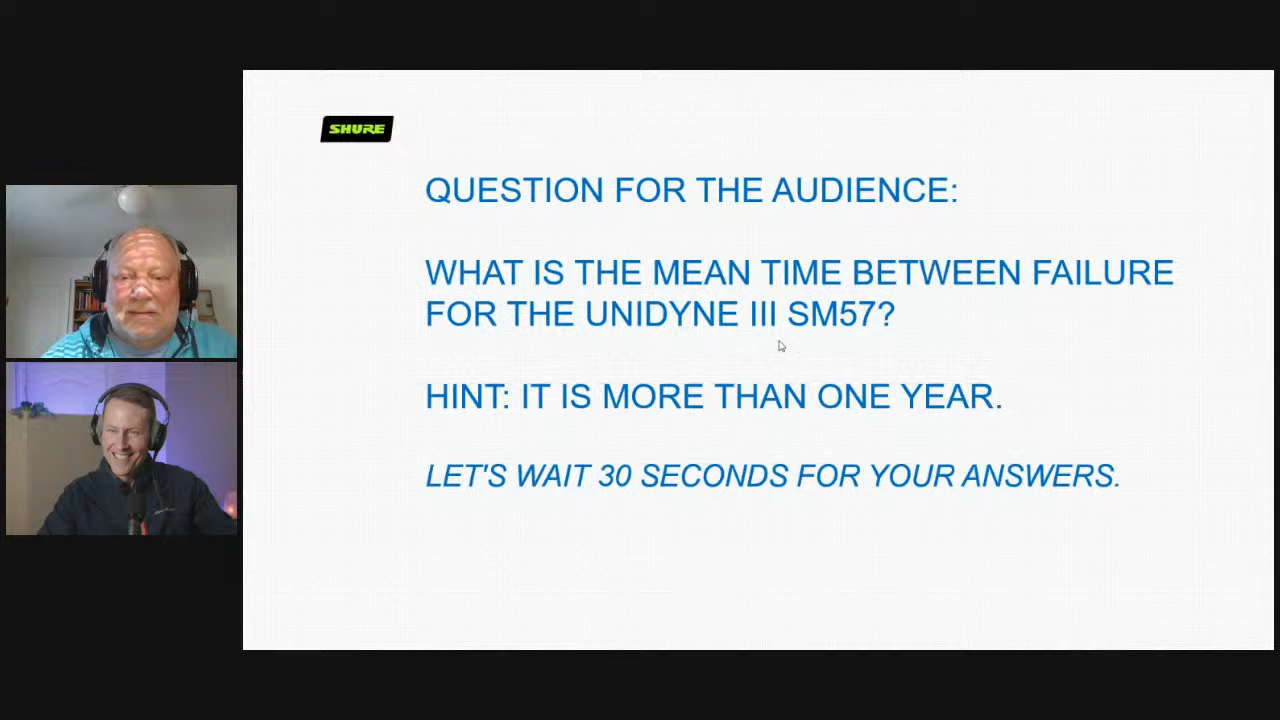 SHURE
QUESTION FOR THE AUDIENCE:
WHAT IS THE MEAN TIME BETWEEN FAILURE
FOR THE UNIDYNE III SM57?
HINT: IT IS MORE THAN ONE YEAR.
LET'S WAIT 30 SECONDS FOR YOUR ANSWERS.